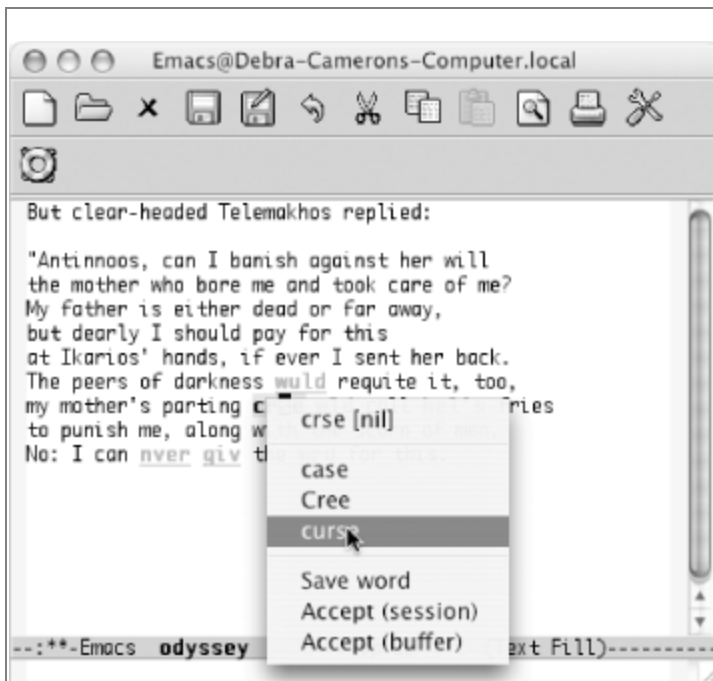 Emacs@Debra-Camerons-Computer.local
But clear-headed Telemakhos replied:
"Antinnoos, can I banish against her will
the mother who bore me and took care of me?
My father is either dead or far away,
but dearly I should pay for this
at Ikarios' hands, if ever I sent her back.
The peers of darkness wuld requite it, too,
my mother's parting fries
to punish me, along
No: I can nver giv
crse [nil]
case
Cree
curse
Save word
Accept (session)
Accept (buffer)
--:**-Emacs odyssey ext Fill)----------